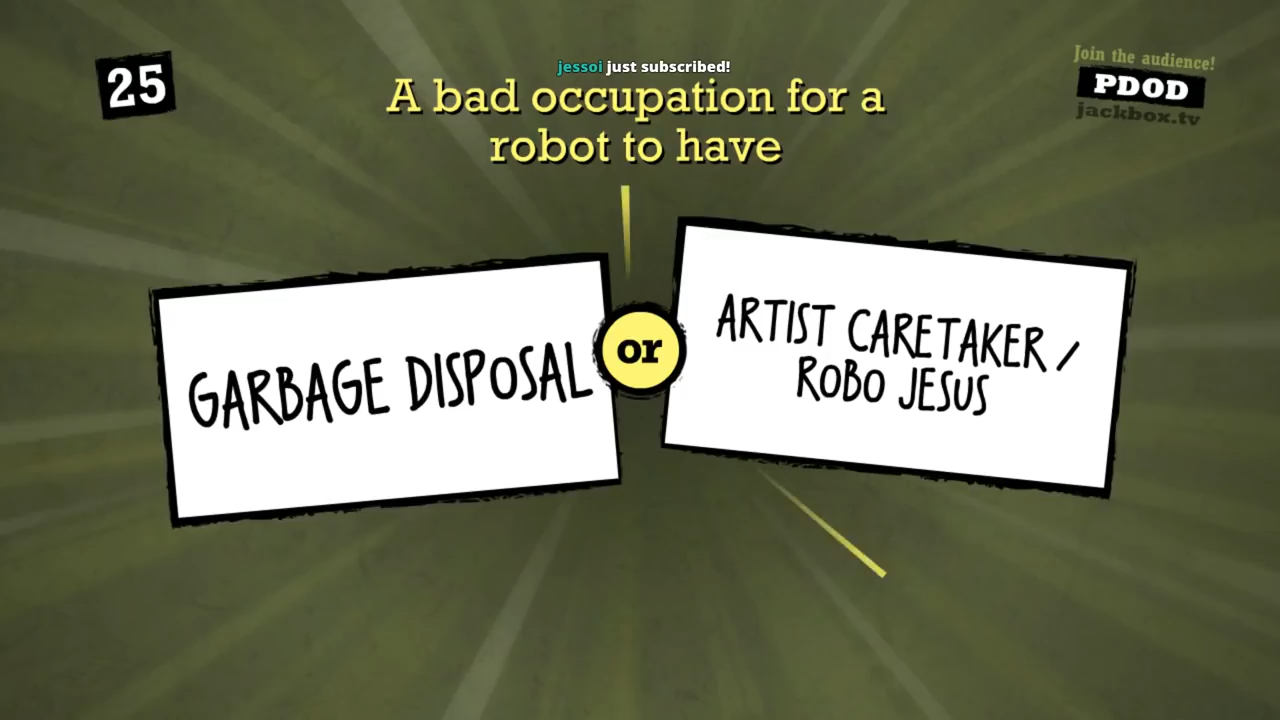 25
jessoi just subscribed!
A bad occupation for a
robot to have
Join the audience!
PDOD
jackbox.tv
GARBAGE DISPOSAL
or
ARTIST CARETAKER /
ROBO JESUS